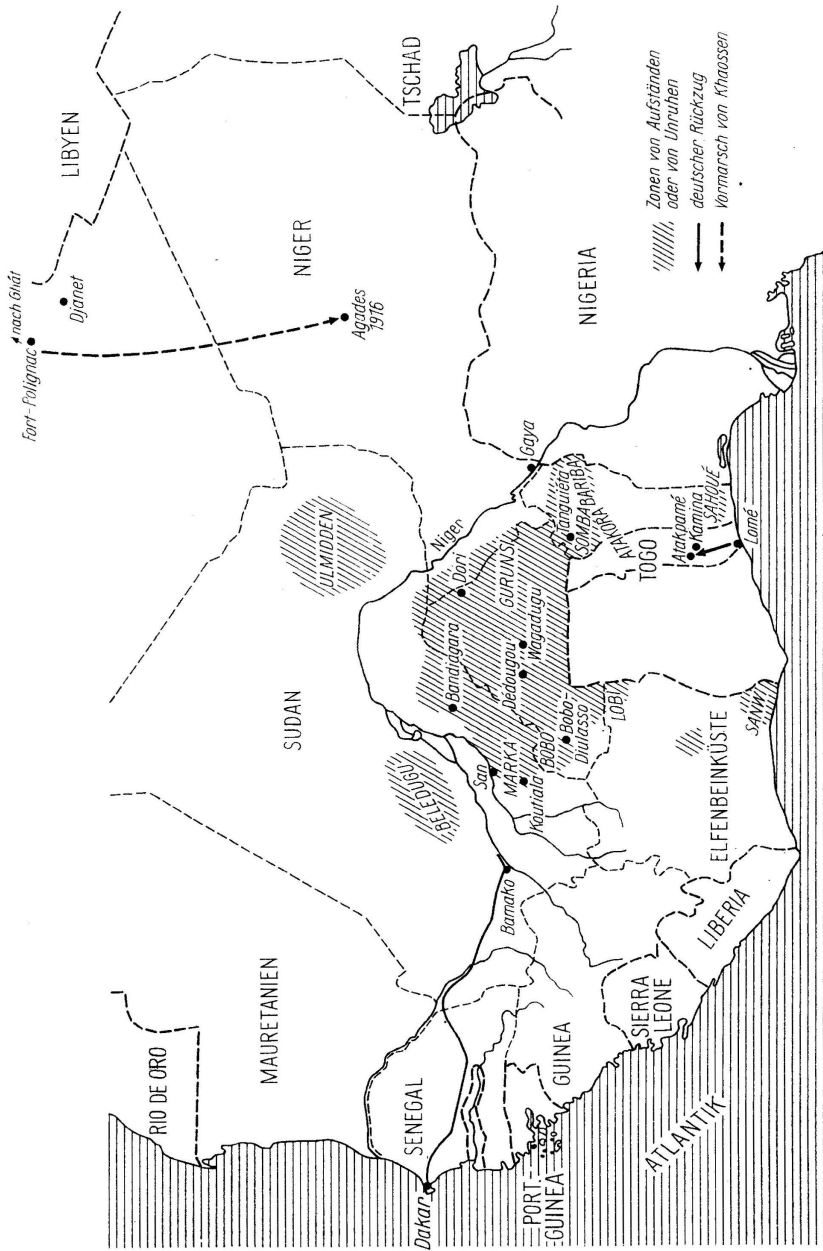 LIBYEN
nach Ghât
Fort-Polignac
Djanet
TSCHAD
NIGER
Agades
1916
RIO DE ORO
MAURETANIEN
SUDAN
ULMIDDEN
BELEDUGU
NIGERIA
Niger
Gaya
Dori
GURUNSI
Bandiagara
Dédougou
Wagadugu
San
MARKA
BOBO
Koutiala
Bobo-
Diulasso
LOBI
Tanguiéta
SOMBA
BARIBA
ATAKORA
TOGO
Atakpamé
Kamina
SAHOUÉ
Lomé
SENEGAL
Dakar
Bamako
PORT.
GUINEA
GUINEA
SIERRA
LEONE
LIBERIA
ELFENBEINKÜSTE
SANWI
ATLANTIK
Zonen von Aufständen
oder von Unruhen
deutscher Rückzug
Vormarsch von Khaossen